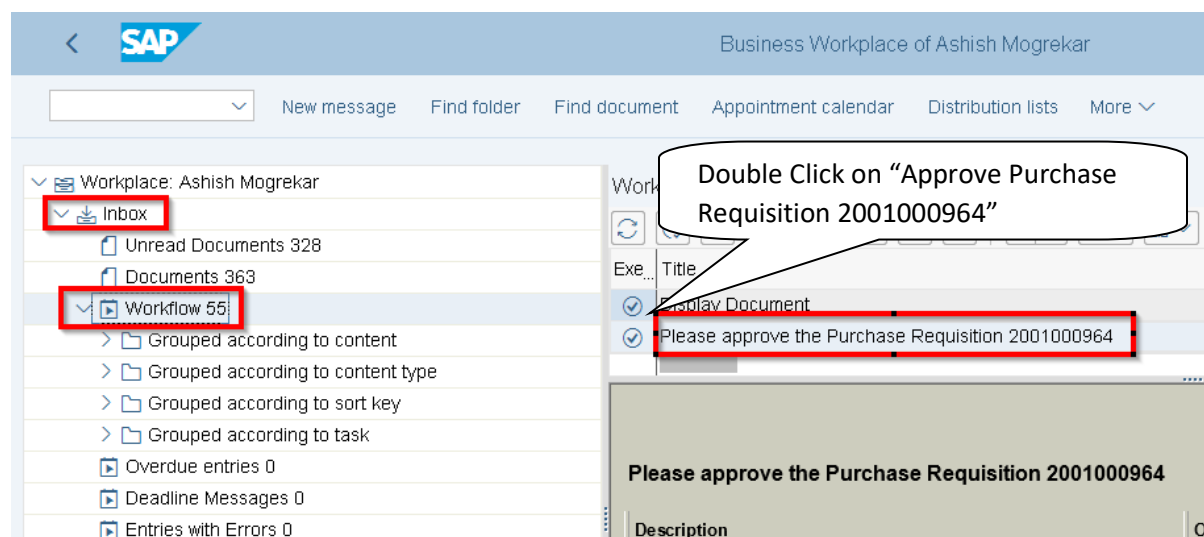 SAP
Business Workplace of Ashish Mogrekar
New message Find folder Find document Appointment calendar Distribution lists More
Workplace: Ashish Mogrekar
Inbox
Unread Documents 328
Documents 363
Workflow 55
Grouped according to content
Grouped according to content type
Grouped according to sort key
Grouped according to task
Overdue entries 0
Deadline Messages 0
Entries with Errors 0
Work
Double Click on “Approve Purchase
Requisition 2001000964”
Exe... Title
Display Document
Please approve the Purchase Requisition 2001000964
Please approve the Purchase Requisition 2001000964
Description